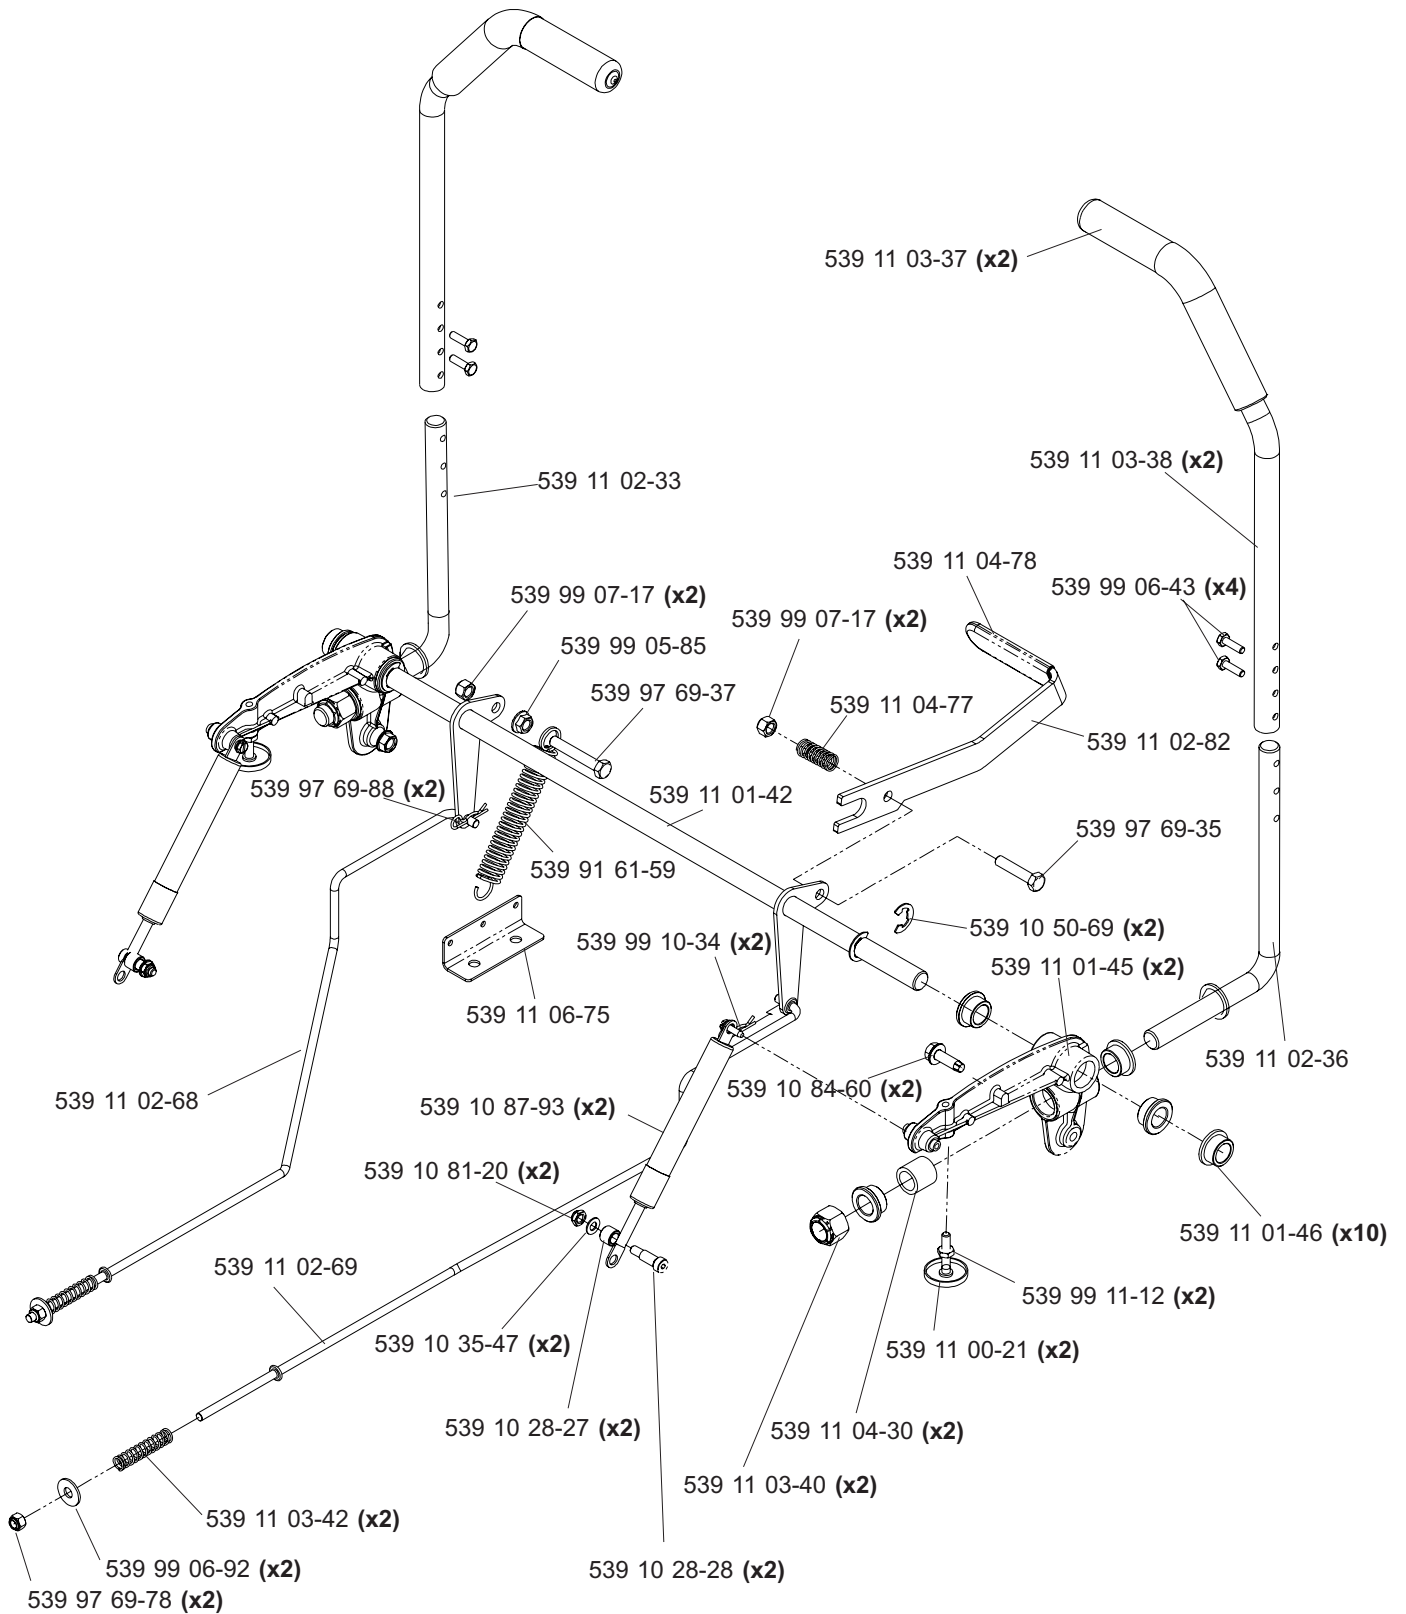 539 11 03-37 (x2)
539 11 03-38 (x2)
539 11 02-33
539 11 04-78
539 99 06-43 (x4)
539 99 07-17 (x2)
539 99 07-17 (x2)
539 99 05-85
539 97 69-37
539 11 04-77
539 11 02-82
539 97 69-88 (x2)
539 11 01-42
539 97 69-35
539 91 61-59
539 10 50-69 (x2)
539 99 10-34 (x2)
539 11 01-45 (x2)
539 11 06-75
539 11 02-36
539 10 84-60 (x2)
539 11 02-68
539 10 87-93 (x2)
539 10 81-20 (x2)
539 11 01-46 (x10)
539 11 02-69
539 99 11-12 (x2)
539 10 35-47 (x2)
539 11 00-21 (x2)
539 10 28-27 (x2)
539 11 04-30 (x2)
539 11 03-40 (x2)
539 11 03-42 (x2)
539 99 06-92 (x2)
539 10 28-28 (x2)
539 97 69-78 (x2)